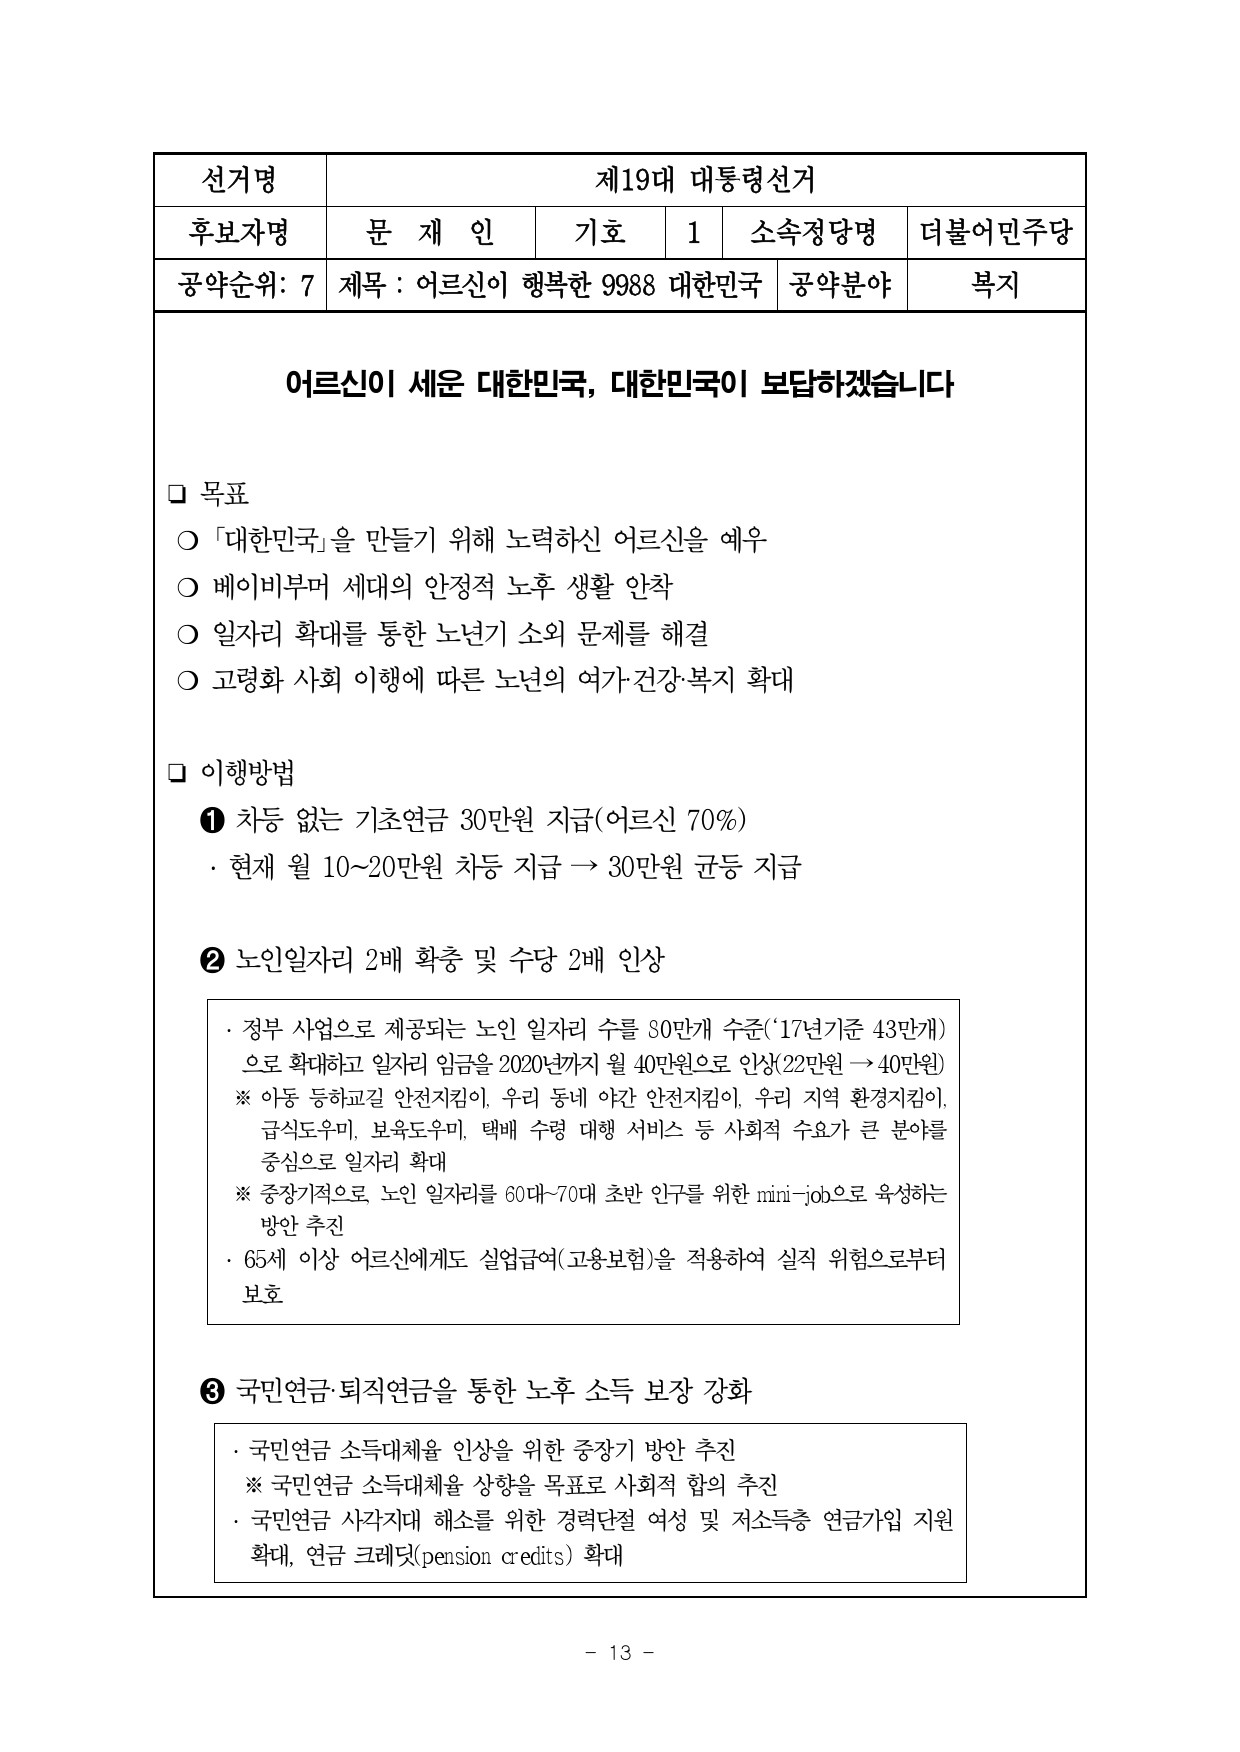 선거명 제19대 대통령선거
후보자명 문 재 인 기호 1 소속정당명 더불어민주당
공약순위: 7 제목 : 어르신이 행복한 9988 대한민국 공약분야 복지
어르신이 세운 대한민국, 대한민국이 보답하겠습니다
❏ 목표
❍ 「대한민국」을 만들기 위해 노력하신 어르신을 예우
❍ 베이비부머 세대의 안정적 노후 생활 안착
❍ 일자리 확대를 통한 노년기 소외 문제를 해결
❍ 고령화 사회 이행에 따른 노년의 여가·건강·복지 확대
❏ 이행방법
❶ 차등 없는 기초연금 30만원 지급(어르신 70%)
· 현재 월 10~20만원 차등 지급 → 30만원 균등 지급
❷ 노인일자리 2배 확충 및 수당 2배 인상
· 정부 사업으로 제공되는 노인 일자리 수를 80만개 수준(‘17년기준 43만개)
으로 확대하고 일자리 임금을 2020년까지 월 40만원으로 인상(22만원 → 40만원)
※ 아동 등하교길 안전지킴이, 우리 동네 야간 안전지킴이, 우리 지역 환경지킴이,
급식도우미, 보육도우미, 택배 수령 대행 서비스 등 사회적 수요가 큰 분야를
중심으로 일자리 확대
※ 중장기적으로, 노인 일자리를 60대~70대 초반 인구를 위한 mini-job으로 육성하는
방안 추진
· 65세 이상 어르신에게도 실업급여(고용보험)을 적용하여 실직 위험으로부터
보호
❸ 국민연금·퇴직연금을 통한 노후 소득 보장 강화
· 국민연금 소득대체율 인상을 위한 중장기 방안 추진
※ 국민연금 소득대체율 상향을 목표로 사회적 합의 추진
· 국민연금 사각지대 해소를 위한 경력단절 여성 및 저소득층 연금가입 지원
확대, 연금 크레딧(pension credits) 확대
- 13 -